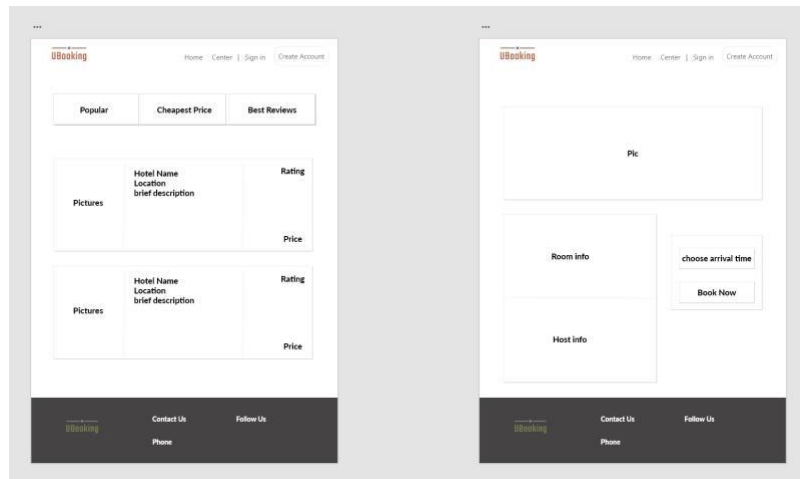 UBooking
Home Center | Sign in Create Account
Popular Cheapest Price Best Reviews
Pictures
Hotel Name
Location
brief description
Rating
Price
Pictures
Hotel Name
Location
brief description
Rating
Price
UBooking
Contact Us Follow Us
Phone
UBooking
Home Center | Sign in Create Account
Pic
Room info
Host info
choose arrival time
Book Now
UBooking
Contact Us Follow Us
Phone